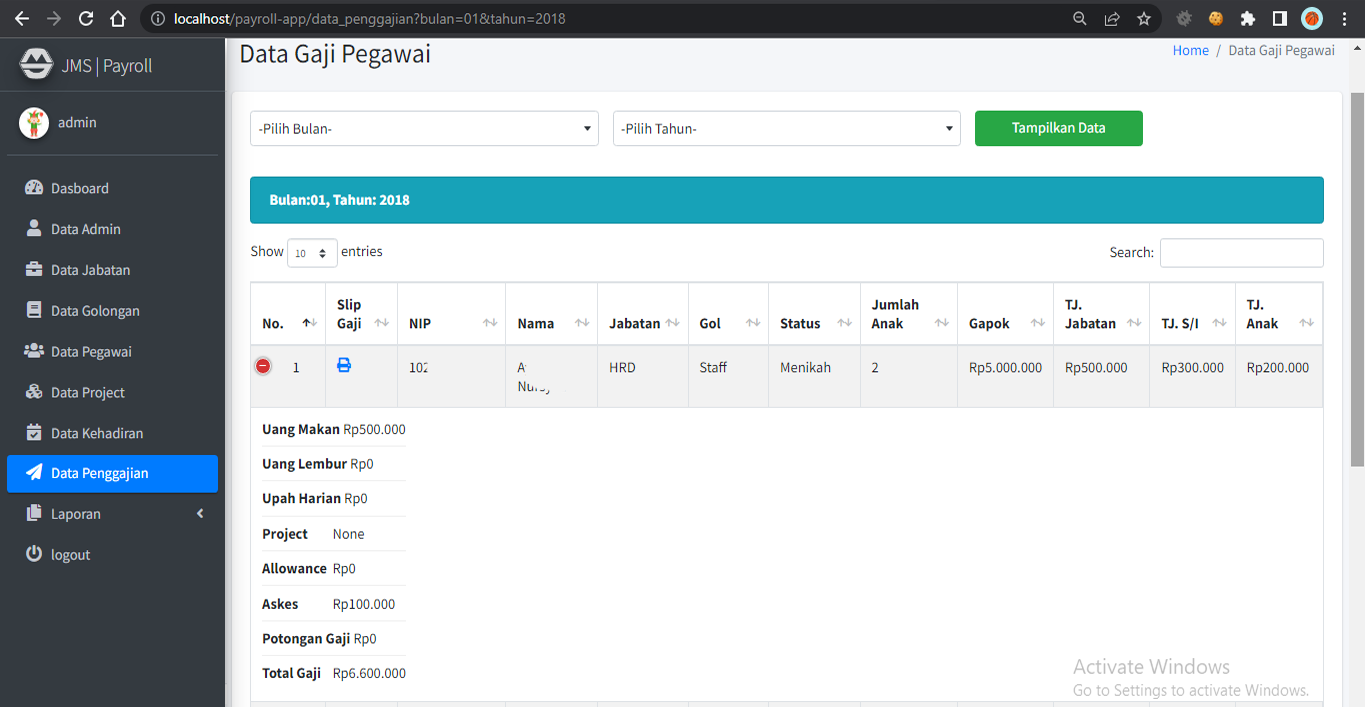 localhost/payroll-app/data_penggajian?bulan=01&tahun=2018
JMS | Payroll
admin
Dasboard
Data Admin
Data Jabatan
Data Golongan
Data Pegawai
Data Project
Data Kehadiran
Data Penggajian
Laporan
logout
Data Gaji Pegawai
Home / Data Gaji Pegawai
-Pilih Bulan- -Pilih Tahun- Tampilkan Data
Bulan:01, Tahun: 2018
Show 10 entries Search:
No. Slip Gaji NIP Nama Jabatan Gol Status Jumlah Anak Gapok TJ. Jabatan TJ. S/I TJ. Anak
1 HRD Staff Menikah 2 Rp5.000.000 Rp500.000 Rp300.000 Rp200.000
Uang Makan Rp500.000
Uang Lembur Rp0
Upah Harian Rp0
Project None
Allowance Rp0
Askes Rp100.000
Potongan Gaji Rp0
Total Gaji Rp6.600.000
Activate Windows
Go to Settings to activate Windows.